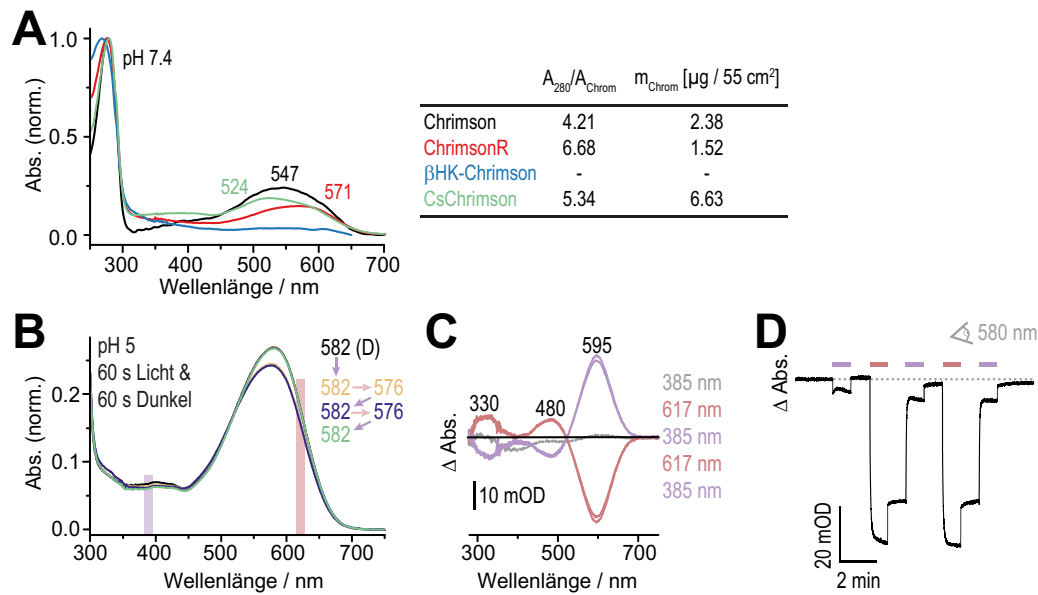 A
pH 7.4
1.0
0.5
0.0
Abs. (norm.)
524
547
571
300 400 500 600 700
Wellenlänge / nm
A280/AChrom mChrom [µg / 55 cm²]
Chrimson 4.21 2.38
ChrimsonR 6.68 1.52
βHK-Chrimson - -
CsChrimson 5.34 6.63
B
pH 5
60 s Licht &
60 s Dunkel
582 (D)
582 576
582 576
582
0.2
0.1
0.0
Abs. (norm.)
300 400 500 600 700
Wellenlänge / nm
C
595
330
480
Δ Abs.
10 mOD
385 nm
617 nm
385 nm
617 nm
385 nm
300 500 700
Wellenlänge / nm
D
580 nm
Δ Abs.
20 mOD
2 min